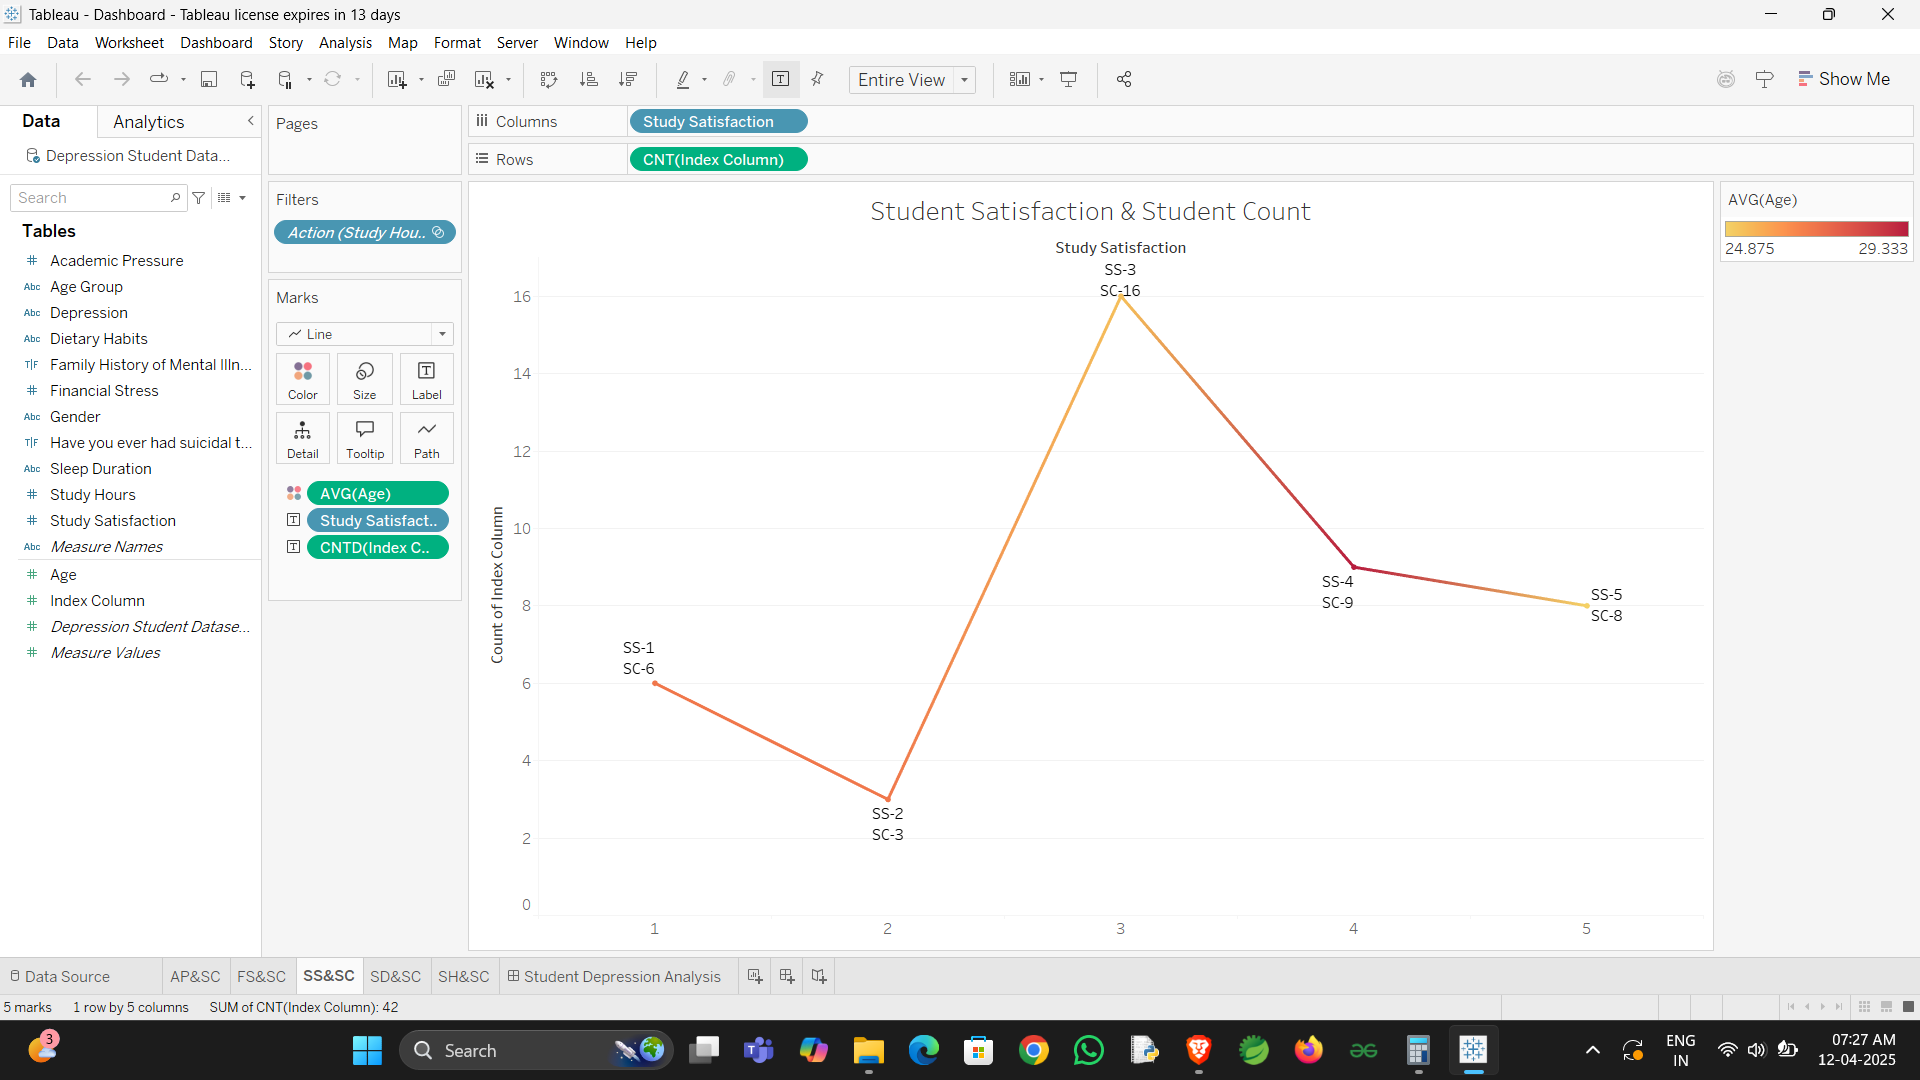 Tableau - Dashboard - Tableau license expires in 13 days
File Data Worksheet Dashboard Story Analysis Map Format Server Window Help
Entire View
Show Me
Data
Analytics
Depression Student Data...
Search
Tables
# Academic Pressure
Abc Age Group
Abc Depression
Abc Dietary Habits
T|F Family History of Mental Illn...
# Financial Stress
Abc Gender
T|F Have you ever had suicidal t...
Abc Sleep Duration
# Study Hours
# Study Satisfaction
Abc Measure Names
# Age
# Index Column
# Depression Student Datase...
# Measure Values
Pages
Filters
Action (Study Hou..
Marks
Line
Color
Size
Label
Detail
Tooltip
Path
AVG(Age)
Study Satisfact..
CNTD(Index C..
Columns
Study Satisfaction
Rows
CNT(Index Column)
Student Satisfaction & Student Count
Study Satisfaction
Count of Index Column
16
14
12
10
8
6
4
2
0
SS-1
SC-6
SS-2
SC-3
SS-3
SC-16
SS-4
SC-9
SS-5
SC-8
1 2 3 4 5
AVG(Age)
24.875 29.333
Data Source
AP&SC
FS&SC
SS&SC
SD&SC
SH&SC
Student Depression Analysis
5 marks
1 row by 5 columns
SUM of CNT(Index Column): 42
3
Search
ENG
IN
07:27 AM
12-04-2025